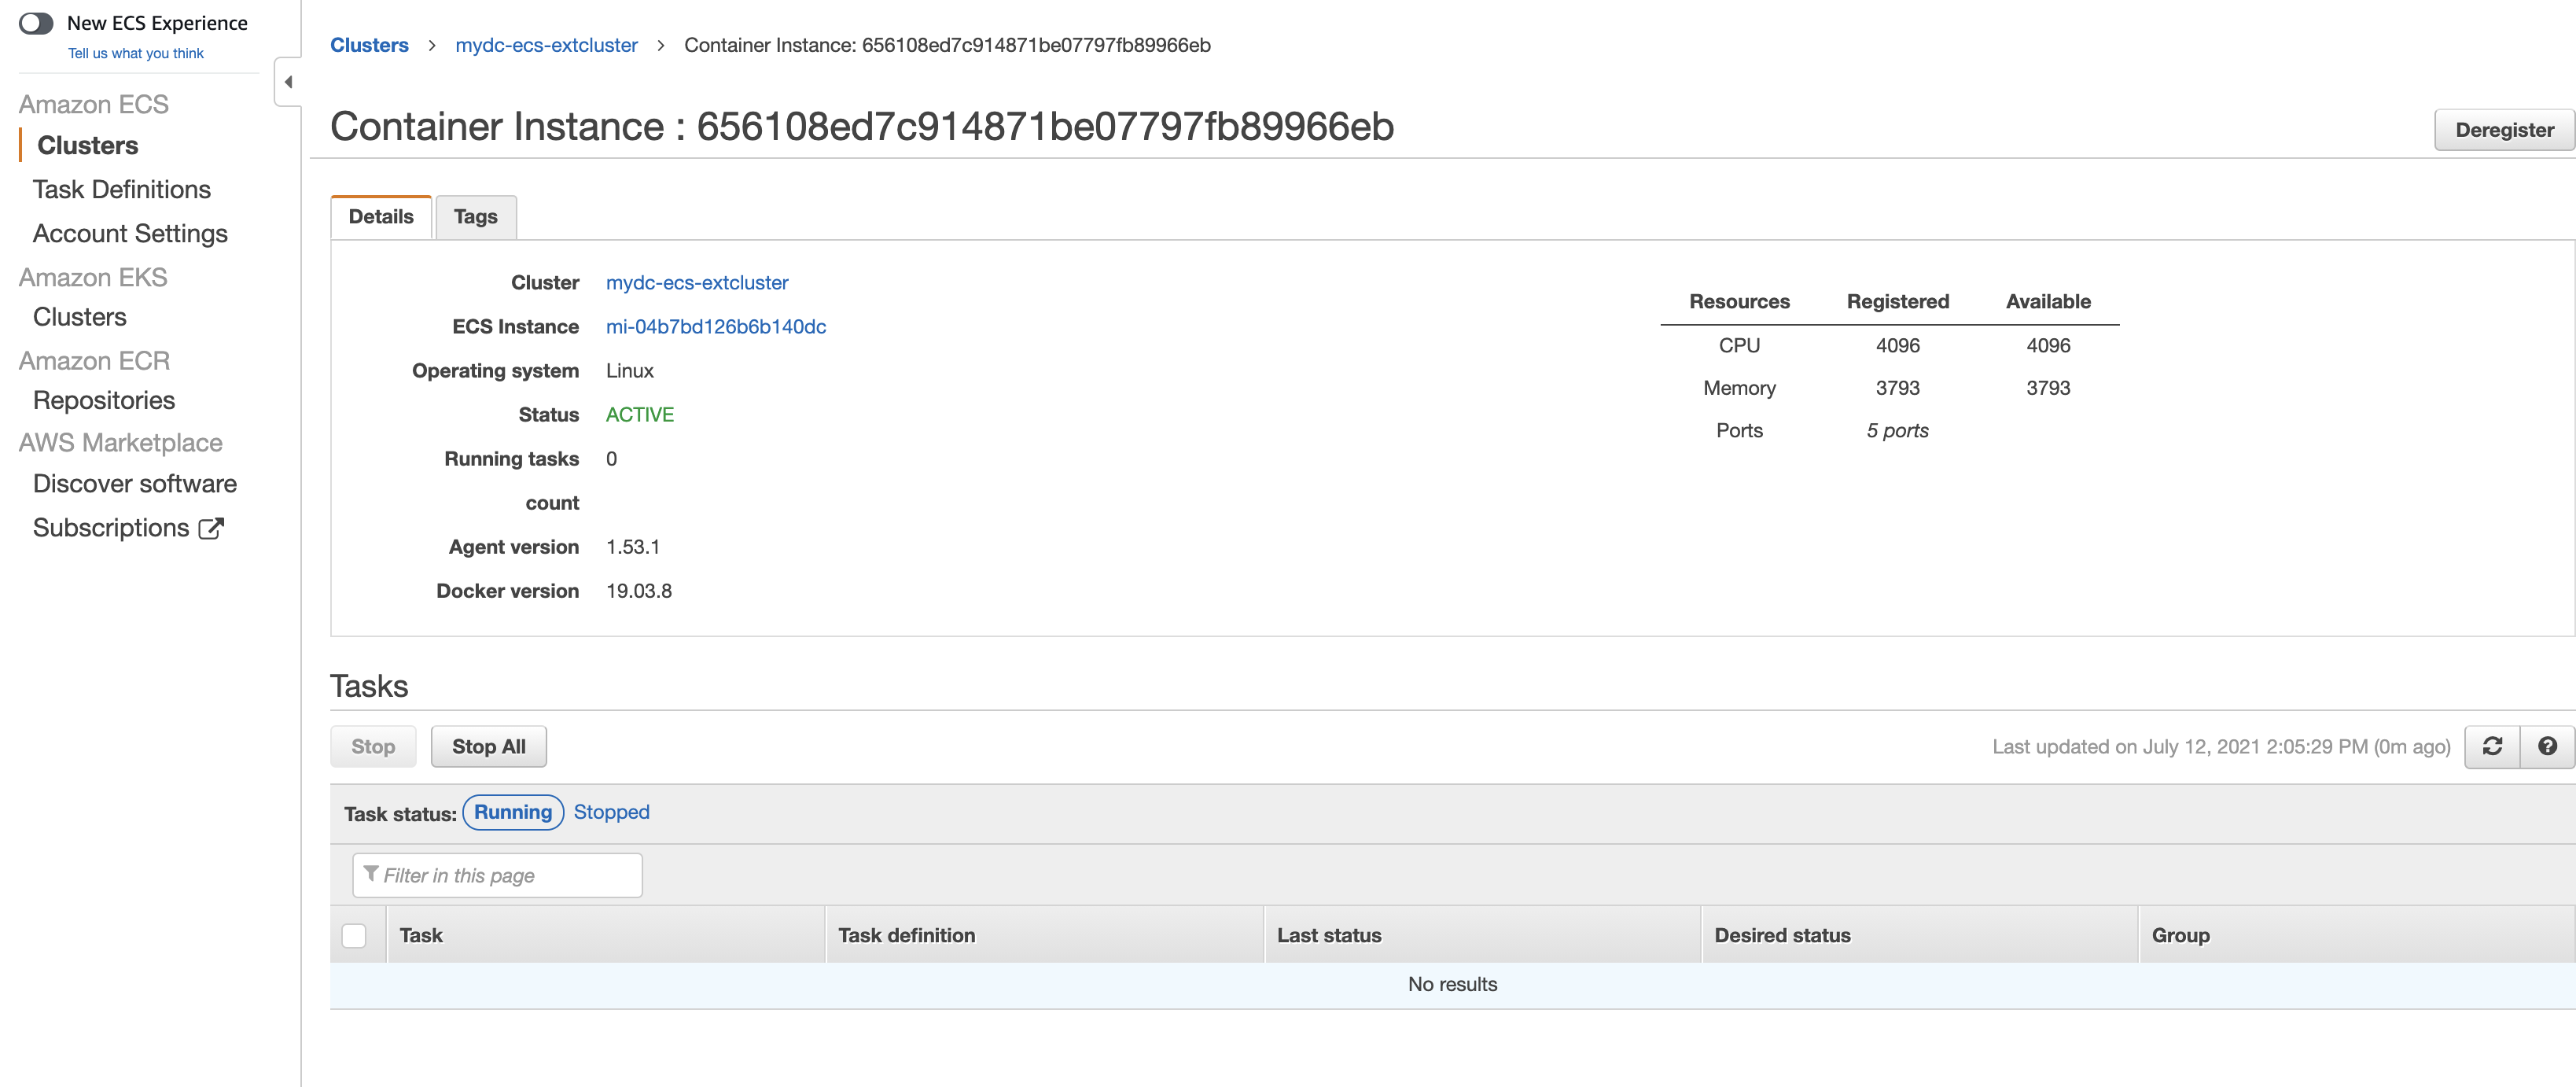 New ECS Experience
Tell us what you think
Amazon ECS
Clusters
Task Definitions
Account Settings
Amazon EKS
Clusters
Amazon ECR
Repositories
AWS Marketplace
Discover software
Subscriptions
Clusters > mydc-ecs-extcluster > Container Instance: 656108ed7c914871be07797fb89966eb
Container Instance : 656108ed7c914871be07797fb89966eb
Deregister
Details Tags
Cluster mydc-ecs-extcluster
ECS Instance mi-04b7bd126b6b140dc
Operating system Linux
Status ACTIVE
Running tasks 0
count
Agent version 1.53.1
Docker version 19.03.8
Resources Registered Available
CPU 4096 4096
Memory 3793 3793
Ports 5 ports
Tasks
Stop Stop All
Last updated on July 12, 2021 2:05:29 PM (0m ago)
Task status: Running Stopped
Filter in this page
Task Task definition Last status Desired status Group
No results